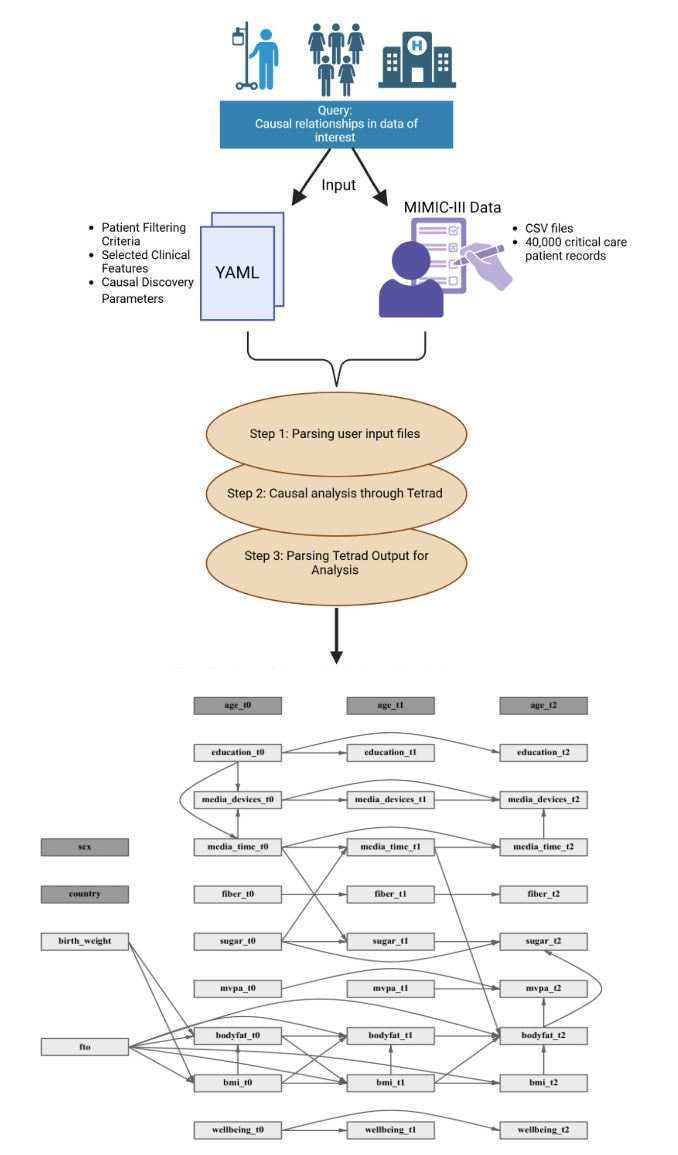 H
Query:
Causal relationships in data of
interest
Input
MIMIC-III Data
• Patient Filtering
Criteria
• Selected Clinical
Features
• Causal Discovery
Parameters
YAML
• CSV files
• 40,000 critical care
patient records
Step 1: Parsing user input files
Step 2: Causal analysis through Tetrad
Step 3: Parsing Tetrad Output for
Analysis
age_t0 age_t1 age_t2
education_t0 education_t1 education_t2
media_devices_t0 media_devices_t1 media_devices_t2
sex media_time_t0 media_time_t1 media_time_t2
country fiber_t0 fiber_t1 fiber_t2
birth_weight sugar_t0 sugar_t1 sugar_t2
mvpa_t0 mvpa_t1 mvpa_t2
bodyfat_t0 bodyfat_t1 bodyfat_t2
fto
bmi_t0 bmi_t1 bmi_t2
wellbeing_t0 wellbeing_t1 wellbeing_t2